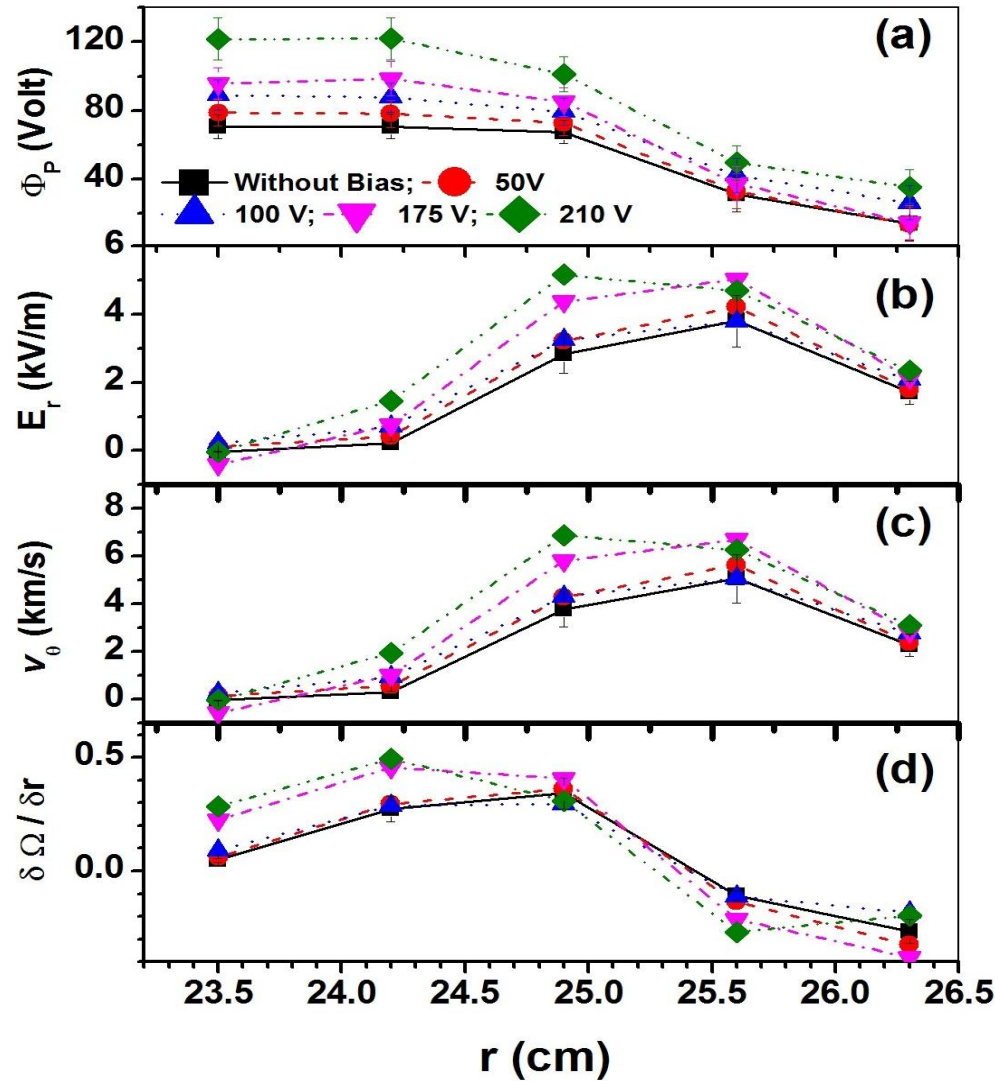 (a)
Φ_P (Volt)
120
80
40
6
Without Bias; 50V
100 V; 175 V; 210 V
(b)
E_r (kV/m)
4
2
0
(c)
v_θ (km/s)
8
6
4
2
0
(d)
δ Ω / δr
0.5
0.0
23.5 24.0 24.5 25.0 25.5 26.0 26.5
r (cm)